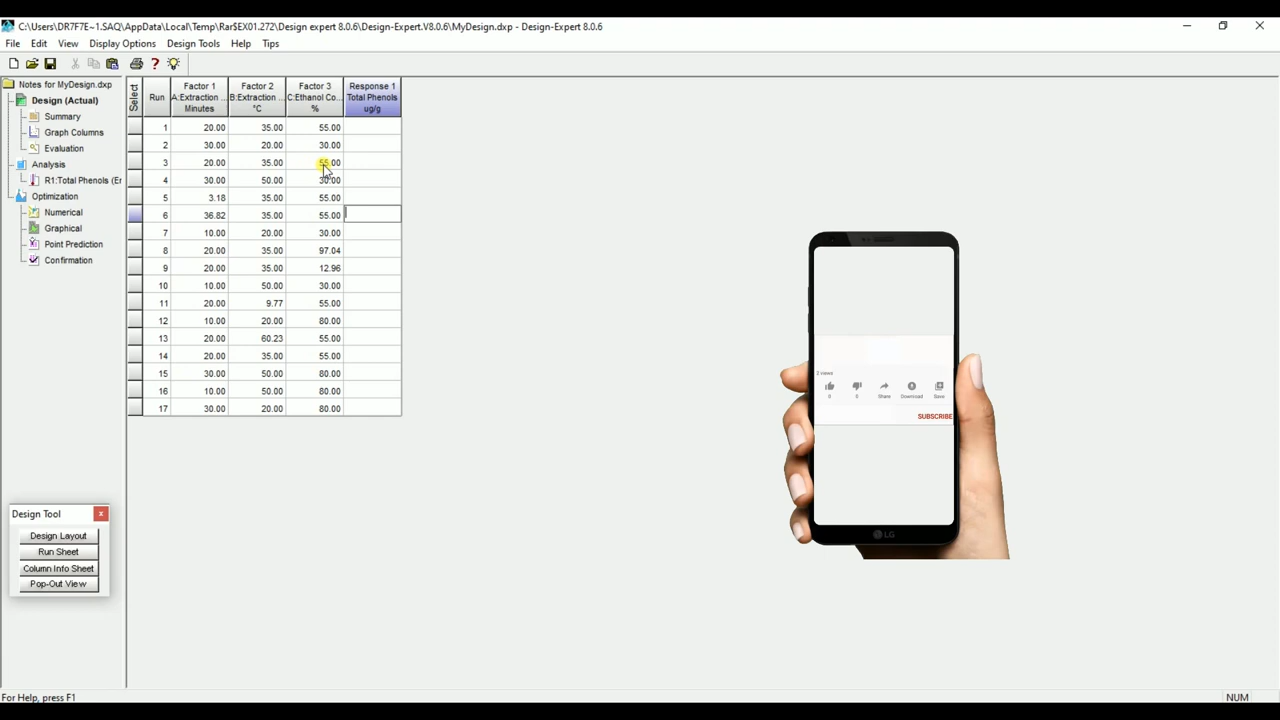 C:\Users\DR7F7E~1.SAQ\AppData\Local\Temp\Rar$EX01.272\Design expert 8.0.6\Design-Expert.V8.0.6\MyDesign.dxp - Design-Expert 8.0.6
File Edit View Display Options Design Tools Help Tips
Notes for MyDesign.dxp
Design (Actual)
Summary
Graph Columns
Evaluation
Analysis
R1:Total Phenols (Er
Optimization
Numerical
Graphical
Point Prediction
Confirmation
Select Run Factor 1 A:Extraction ... Minutes Factor 2 B:Extraction ... °C Factor 3 C:Ethanol Co... % Response 1 Total Phenols ug/g
1 20.00 35.00 55.00
2 30.00 20.00 30.00
3 20.00 35.00 55.00
4 30.00 50.00 30.00
5 3.18 35.00 55.00
6 36.82 35.00 55.00
7 10.00 20.00 30.00
8 20.00 35.00 97.04
9 20.00 35.00 12.96
10 10.00 50.00 30.00
11 20.00 9.77 55.00
12 10.00 20.00 80.00
13 20.00 60.23 55.00
14 20.00 35.00 55.00
15 30.00 50.00 80.00
16 10.00 50.00 80.00
17 30.00 20.00 80.00
2 views
0 0 Share Download Save
SUBSCRIBE
LG
Design Tool
Design Layout
Run Sheet
Column Info Sheet
Pop-Out View
For Help, press F1
NUM